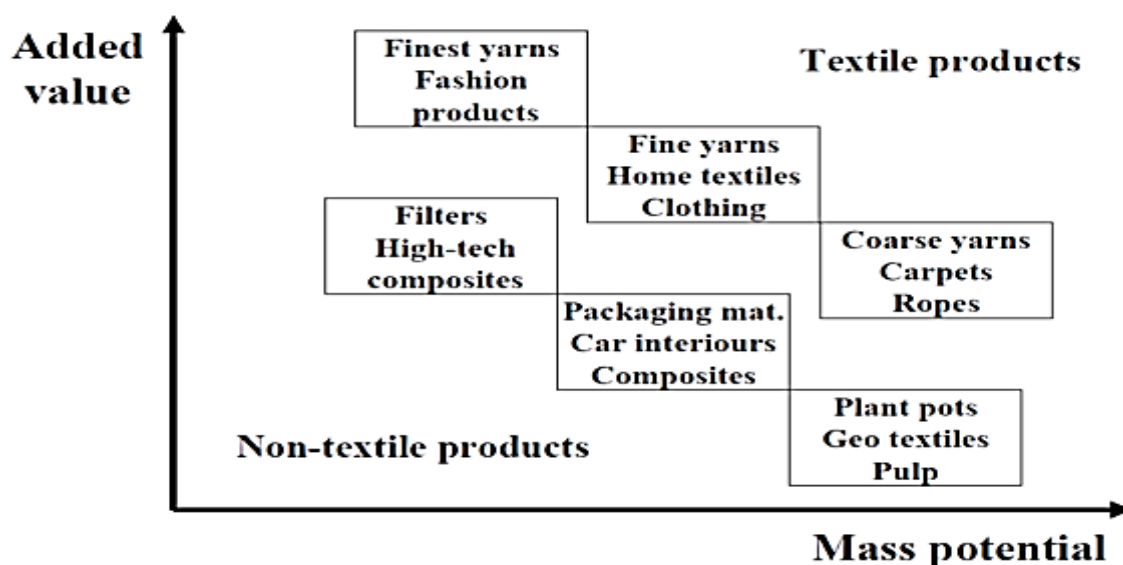 Added
value
Finest yarns
Fashion
products
Textile products
Fine yarns
Home textiles
Clothing
Filters
High-tech
composites
Coarse yarns
Carpets
Ropes
Packaging mat.
Car interiours
Composites
Plant pots
Geo textiles
Pulp
Non-textile products
Mass potential